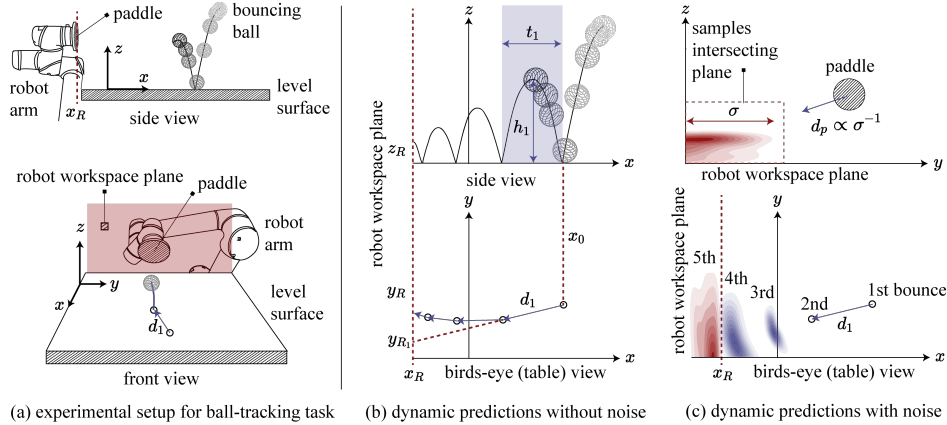 paddle
bouncing
ball
z
x
robot
arm
x_R
side view
level
surface
robot workspace plane
paddle
z
y
x
robot
arm
level
surface
d_1
front view
(a) experimental setup for ball-tracking task
robot workspace plane
z
t_1
h_1
z_R
x
side view
y
x_0
y_R
d_1
y_{R_1}
x
x_R
birds-eye (table) view
(b) dynamic predictions without noise
z
samples
intersecting
plane
paddle
σ
d_p ∝ σ^{-1}
y
robot workspace plane
robot workspace plane
y
5th
4th
3rd
2nd
1st bounce
d_1
x
x_R
birds-eye (table) view
(c) dynamic predictions with noise